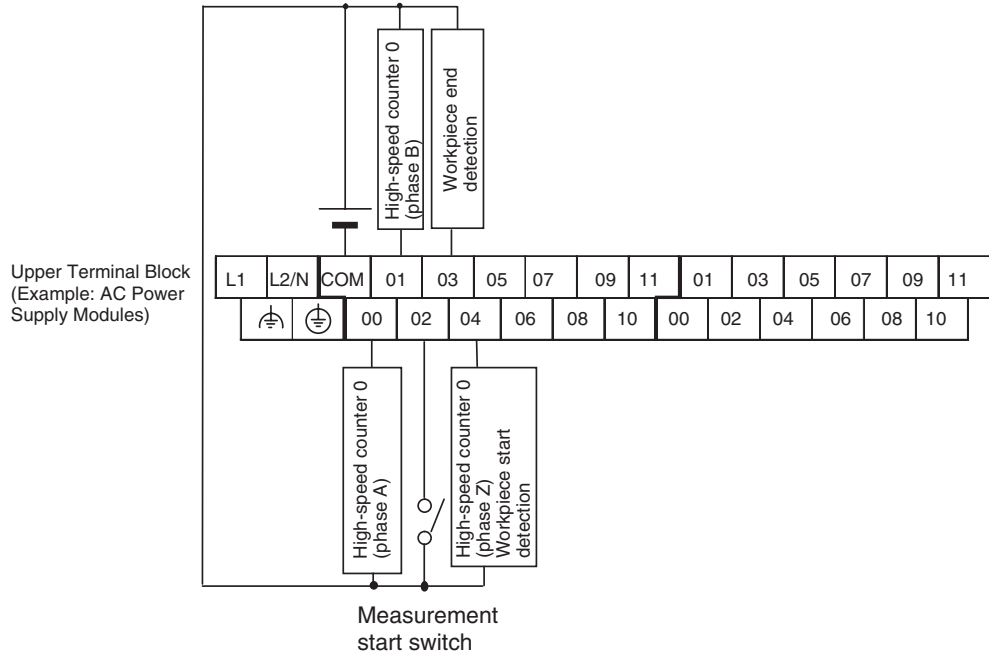 High-speed counter 0
(phase B)
Workpiece end
detection
Upper Terminal Block
(Example: AC Power
Supply Modules)
L1 L2/N COM 01 03 05 07 09 11 01 03 05 07 09 11
00 02 04 06 08 10 00 02 04 06 08 10
High-speed counter 0
(phase A)
High-speed counter 0
(phase Z)
Workpiece start
detection
Measurement
start switch